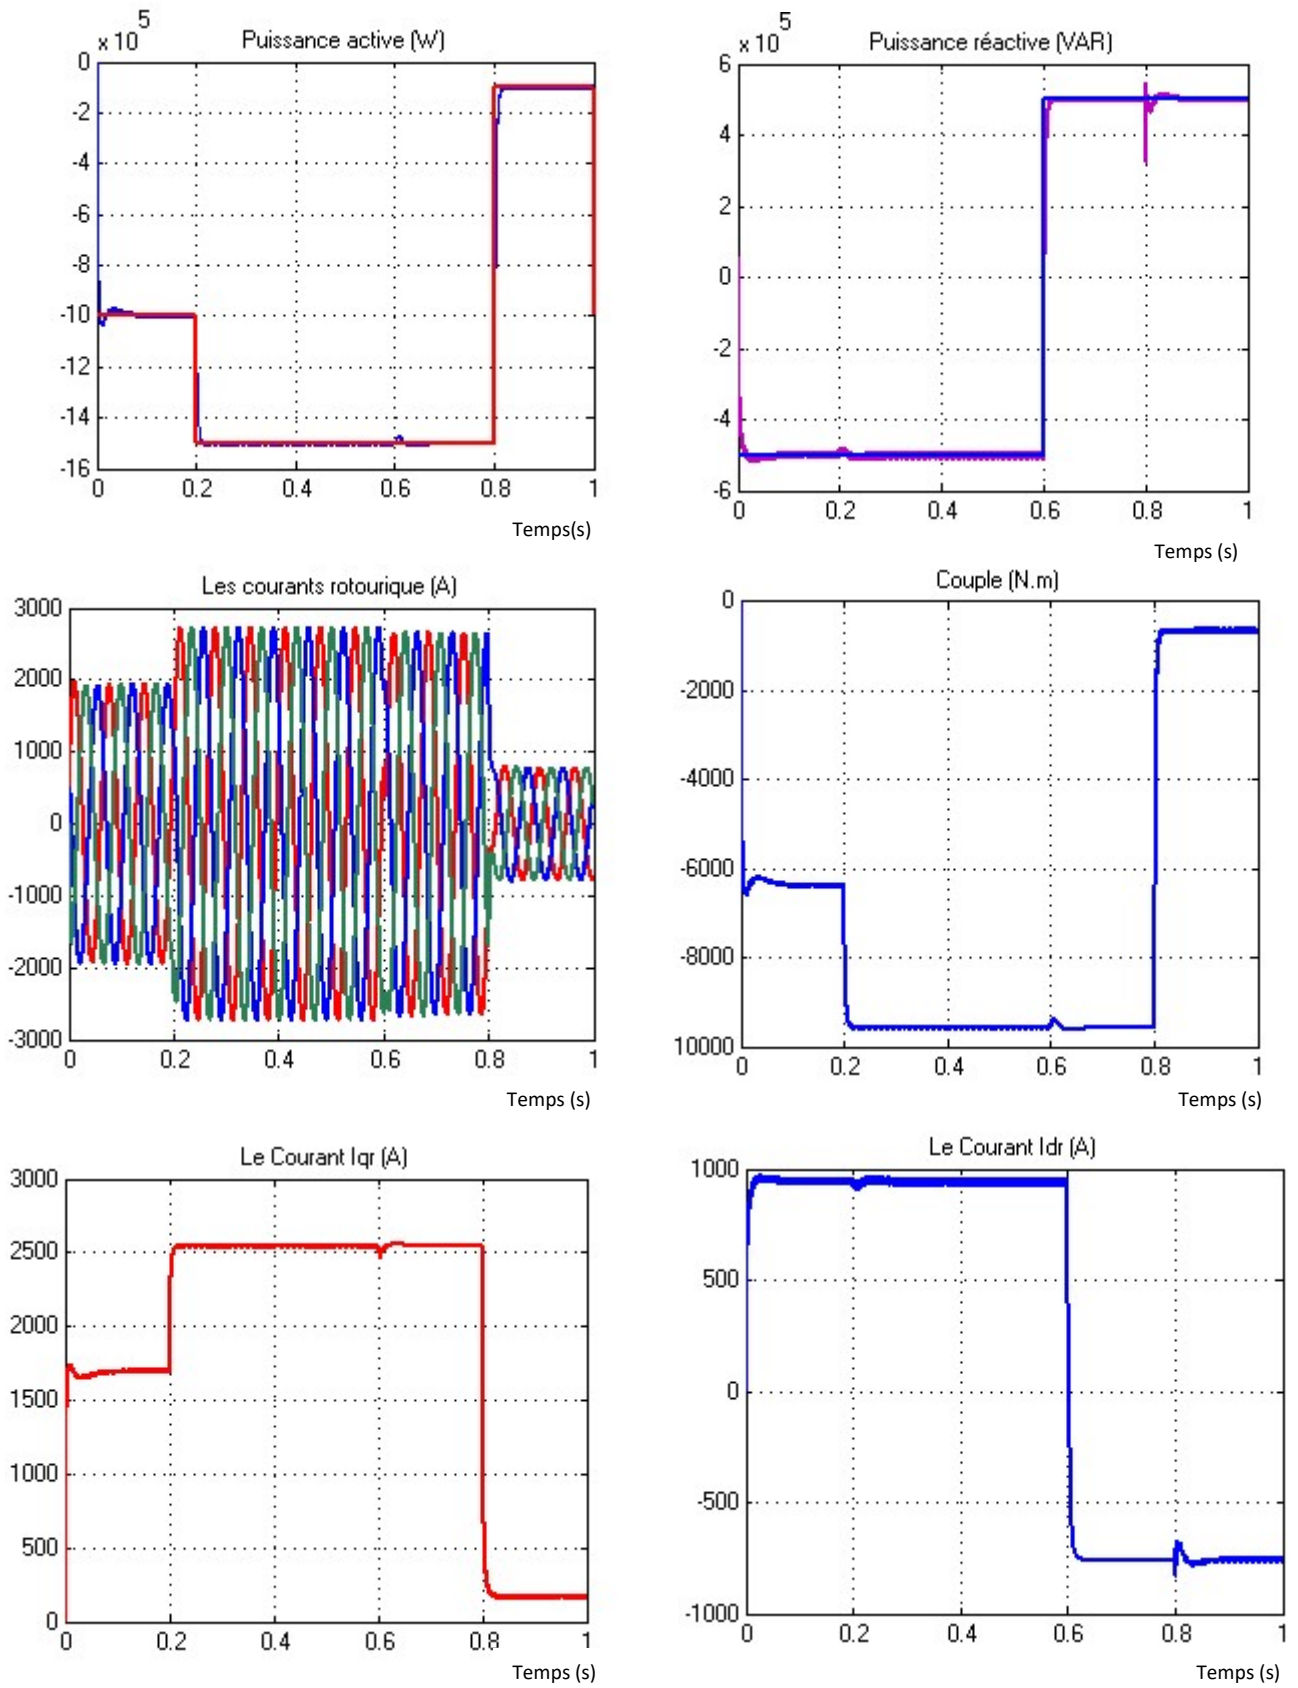 Puissance active (W)
x 10^5
0
-2
-4
-6
-8
-10
-12
-14
-16
0 0.2 0.4 0.6 0.8 1
Temps(s)
Puissance réactive (VAR)
x 10^5
6
4
2
0
-2
-4
-6
0 0.2 0.4 0.6 0.8 1
Temps (s)
Les courants rotourique (A)
3000
2000
1000
0
-1000
-2000
-3000
0 0.2 0.4 0.6 0.8 1
Temps (s)
Couple (N.m)
0
-2000
-4000
-6000
-8000
10000
0 0.2 0.4 0.6 0.8 1
Temps (s)
Le Courant Iqr (A)
3000
2500
2000
1500
1000
500
0
0 0.2 0.4 0.6 0.8 1
Temps (s)
Le Courant Idr (A)
1000
500
0
-500
-1000
0 0.2 0.4 0.6 0.8 1
Temps (s)